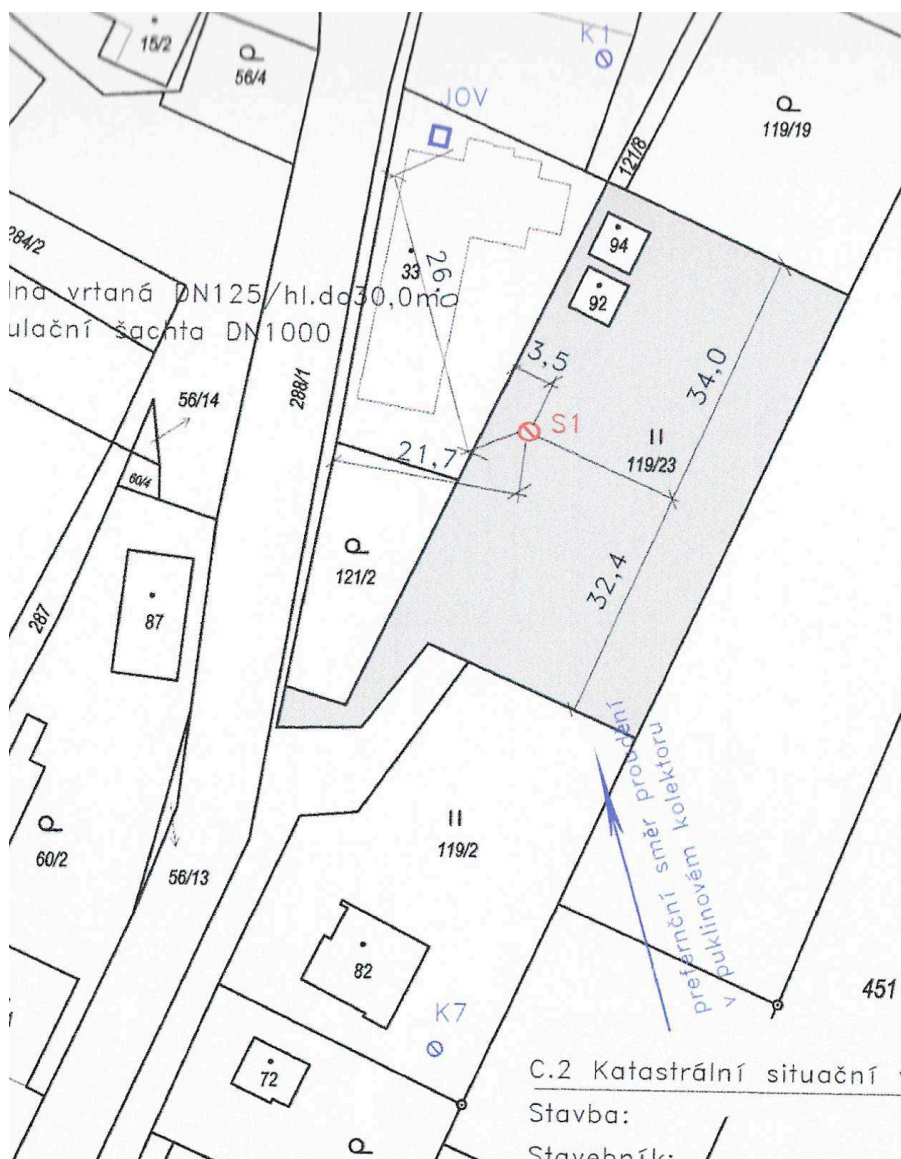 15/2
56/4
K1
JOV
119/19
121/8
284/2
94
33
26,0
92
lná vrtaná DN125/hl.do30,0m
ulační šachta DN1000
3,5
34,0
288/1
56/14
S1
21,7
119/23
60/4
121/2
32,4
87
287
Preferenční směr proudění
v puklinovém kolektoru
119/2
60/2
56/13
82
451
K7
72
C.2 Katastrální situační
Stavba:
Stavebník: